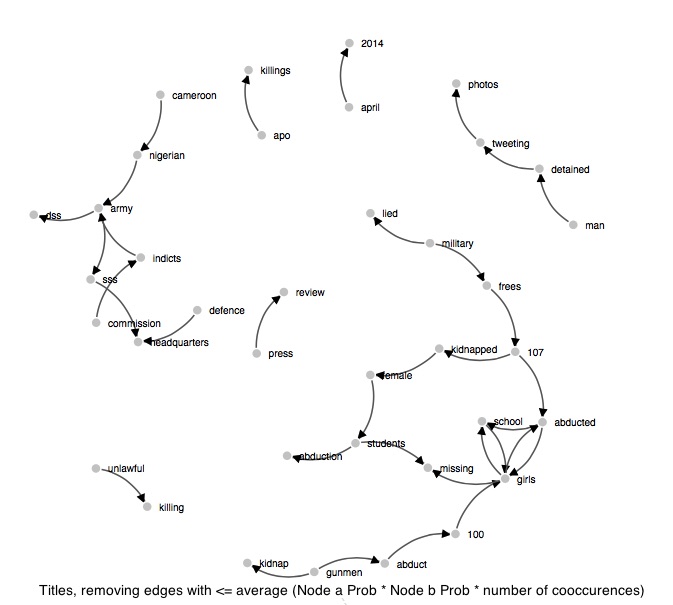 2014
killings
photos
cameroon
april
apo
tweeting
nigerian
detained
army
lied
dss
man
military
indicts
sss
frees
review
defence
commission
headquarters
kidnapped
107
press
female
school
abducted
students
abduction
missing
unlawful
girls
killing
100
kidnap
abduct
gunmen
Titles, removing edges with <= average (Node a Prob * Node b Prob * number of cooccurences)